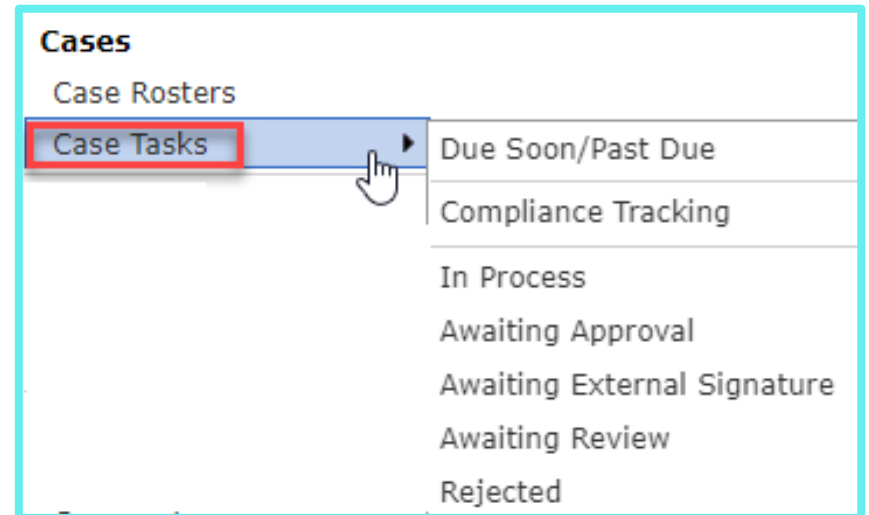 Cases
Case Rosters
Case Tasks
Due Soon/Past Due
Compliance Tracking
In Process
Awaiting Approval
Awaiting External Signature
Awaiting Review
Rejected